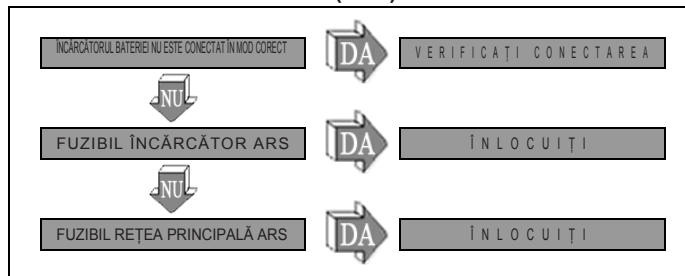 ÎNCĂRCĂTORUL BATERIEI NU ESTE CONECTAT ÎN MOD CORECT DA VERIFICAȚI CONECTAREA
NU
FUZIBIL ÎNCĂRCĂTOR ARS DA ÎNLOCUIȚI
NU
FUZIBIL REȚEA PRINCIPALĂ ARS DA ÎNLOCUIȚI